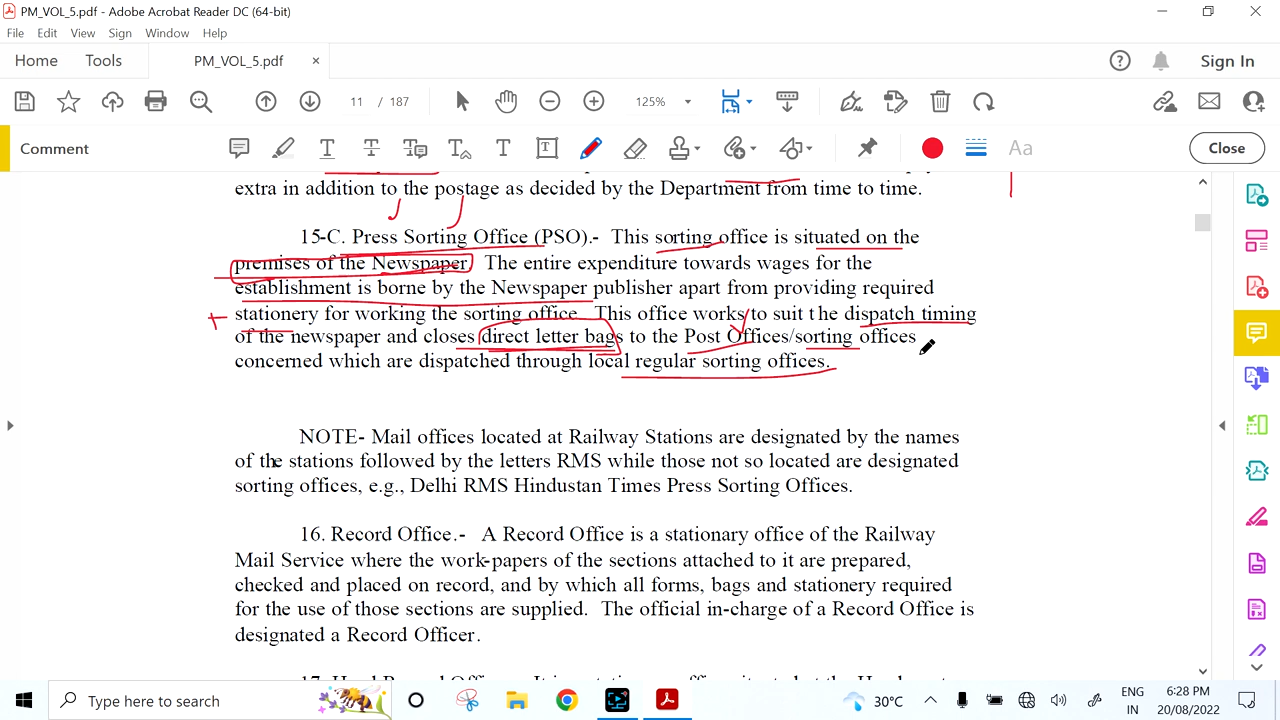 PM_VOL_5.pdf - Adobe Acrobat Reader DC (64-bit)
File Edit View Sign Window Help
Home Tools PM_VOL_5.pdf × Sign In
11 / 187 125%
Comment Aa Close
extra in addition to the postage as decided by the Department from time to time.
15-C. Press Sorting Office (PSO).- This sorting office is situated on the
premises of the Newspaper. The entire expenditure towards wages for the
establishment is borne by the Newspaper publisher apart from providing required
stationery for working the sorting office. This office works to suit t he dispatch timing
of the newspaper and closes direct letter bags to the Post Offices/sorting offices
concerned which are dispatched through local regular sorting offices.
NOTE- Mail offices located at Railway Stations are designated by the names
of the stations followed by the letters RMS while those not so located are designated
sorting offices, e.g., Delhi RMS Hindustan Times Press Sorting Offices.
16. Record Office.- A Record Office is a stationary office of the Railway
Mail Service where the work-papers of the sections attached to it are prepared,
checked and placed on record, and by which all forms, bags and stationery required
for the use of those sections are supplied. The official in-charge of a Record Office is
designated a Record Officer.
Type here to search 30°C ENG 6:28 PM
IN 20/08/2022